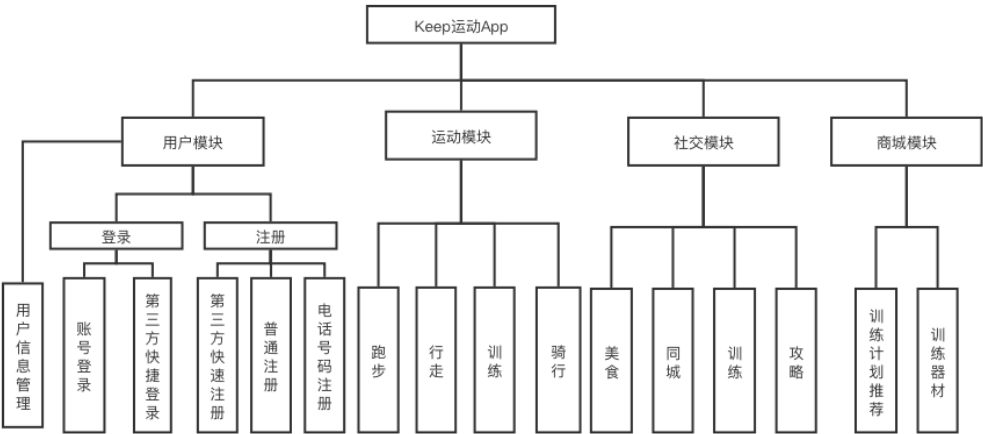 Keep运动App
用户模块
运动模块
社交模块
商城模块
登录
注册
用户信息管理
账号登录
第三方快捷登录
第三方快速注册
普通注册
电话号码注册
跑步
行走
训练
骑行
美食
同城
训练
攻略
训练计划推荐
训练器材